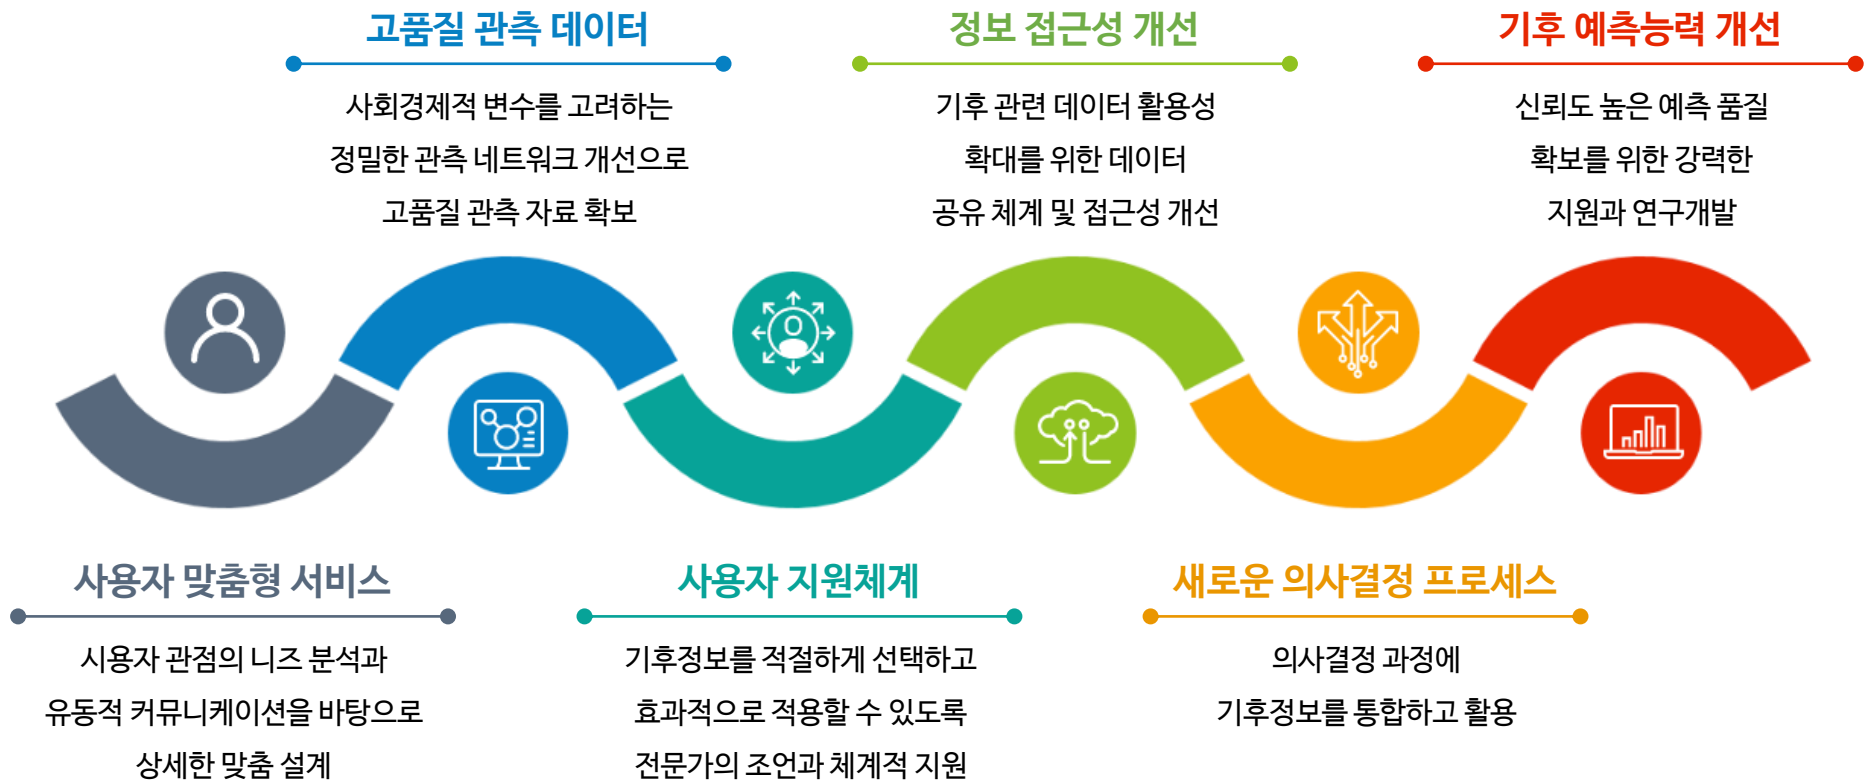 고품질 관측 데이터
사회경제적 변수를 고려하는
정밀한 관측 네트워크 개선으로
고품질 관측 자료 확보
정보 접근성 개선
기후 관련 데이터 활용성
확대를 위한 데이터
공유 체계 및 접근성 개선
기후 예측능력 개선
신뢰도 높은 예측 품질
확보를 위한 강력한
지원과 연구개발
사용자 맞춤형 서비스
시용자 관점의 니즈 분석과
유동적 커뮤니케이션을 바탕으로
상세한 맞춤 설계
사용자 지원체계
기후정보를 적절하게 선택하고
효과적으로 적용할 수 있도록
전문가의 조언과 체계적 지원
새로운 의사결정 프로세스
의사결정 과정에
기후정보를 통합하고 활용